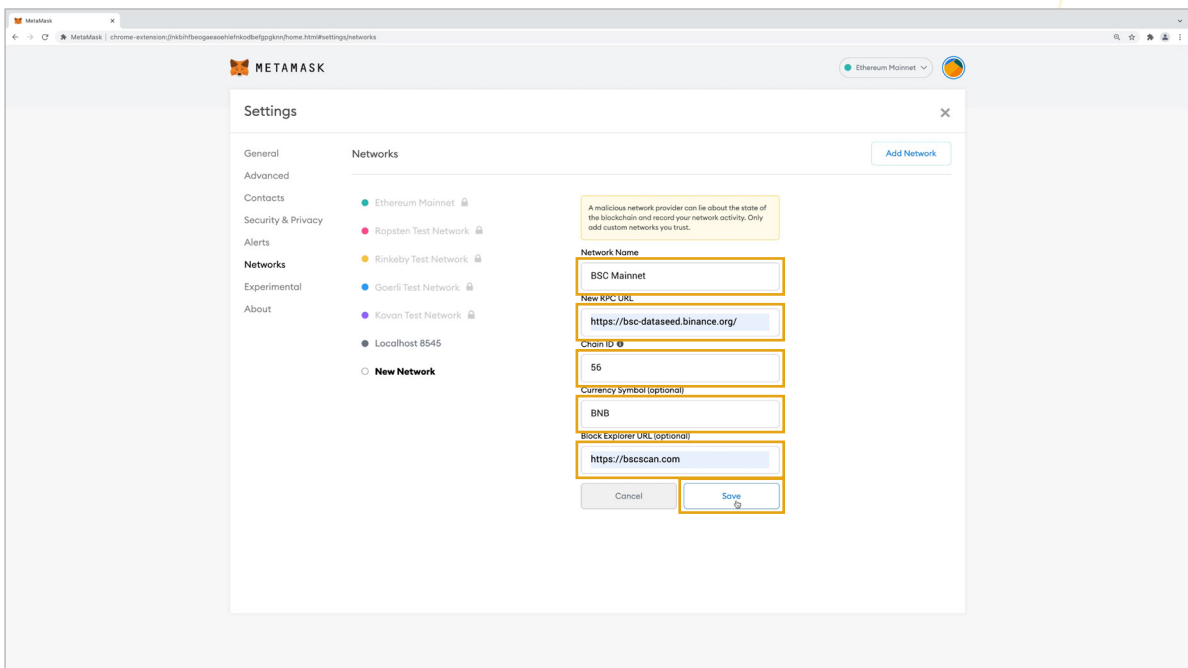 MetaMask
MetaMask | chrome-extension://nkbihfbeogaeaoehlefnkodbefgpgknn/home.html#settings/networks
METAMASK
Ethereum Mainnet
Settings
General
Advanced
Contacts
Security & Privacy
Alerts
Networks
Experimental
About
Networks
Add Network
Ethereum Mainnet
Ropsten Test Network
Rinkeby Test Network
Goerli Test Network
Kovan Test Network
Localhost 8545
New Network
A malicious network provider can lie about the state of
the blockchain and record your network activity. Only
add custom networks you trust.
Network Name
BSC Mainnet
New RPC URL
https://bsc-dataseed.binance.org/
Chain ID
56
Currency Symbol (optional)
BNB
Block Explorer URL (optional)
https://bscscan.com
Cancel
Save